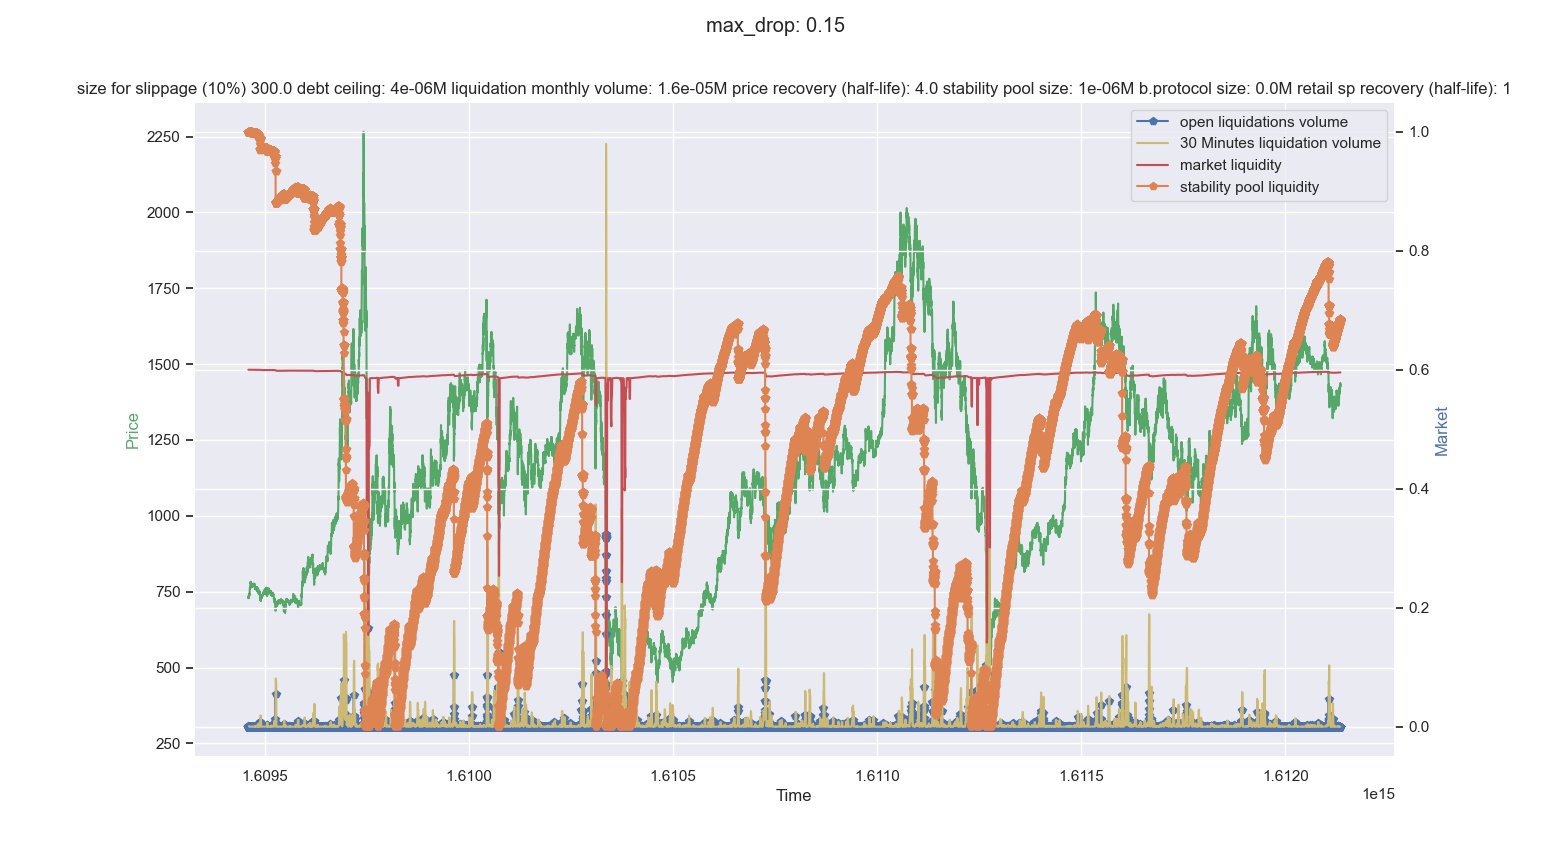 max_drop: 0.15
size for slippage (10%) 300.0 debt ceiling: 4e-06M liquidation monthly volume: 1.6e-05M price recovery (half-life): 4.0 stability pool size: 1e-06M b.protocol size: 0.0M retail sp recovery (half-life): 1
open liquidations volume
30 Minutes liquidation volume
market liquidity
stability pool liquidity
2250
2000
1750
1500
1250
1000
750
500
250
Price
1.0
0.8
0.6
0.4
0.2
0.0
Market
1.6095 1.6100 1.6105 1.6110 1.6115 1.6120
1e15
Time